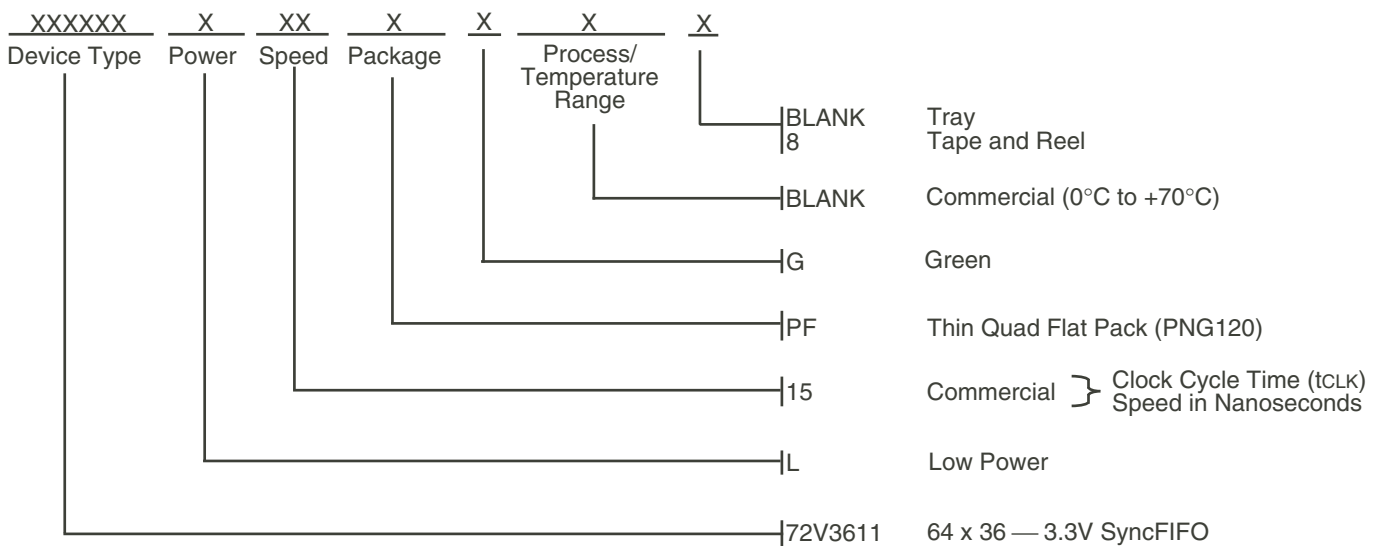 XXXXXX X XX X X X X
Device Type Power Speed Package Process/
Temperature
Range
BLANK Tray
8 Tape and Reel
BLANK Commercial (0°C to +70°C)
G Green
PF Thin Quad Flat Pack (PNG120)
15 Commercial } Clock Cycle Time (tCLK)
Speed in Nanoseconds
L Low Power
72V3611 64 x 36 — 3.3V SyncFIFO